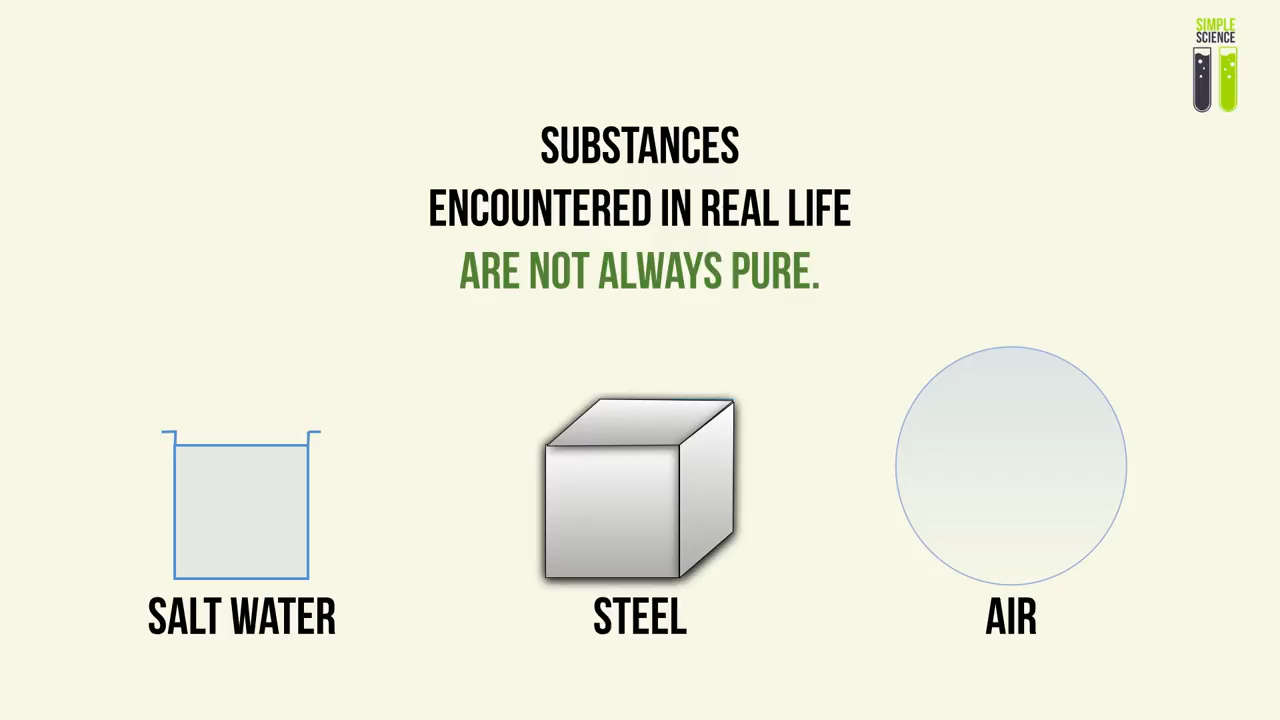 SIMPLE
SCIENCE
SUBSTANCES
ENCOUNTERED IN REAL LIFE
ARE NOT ALWAYS PURE.
SALT WATER
STEEL
AIR